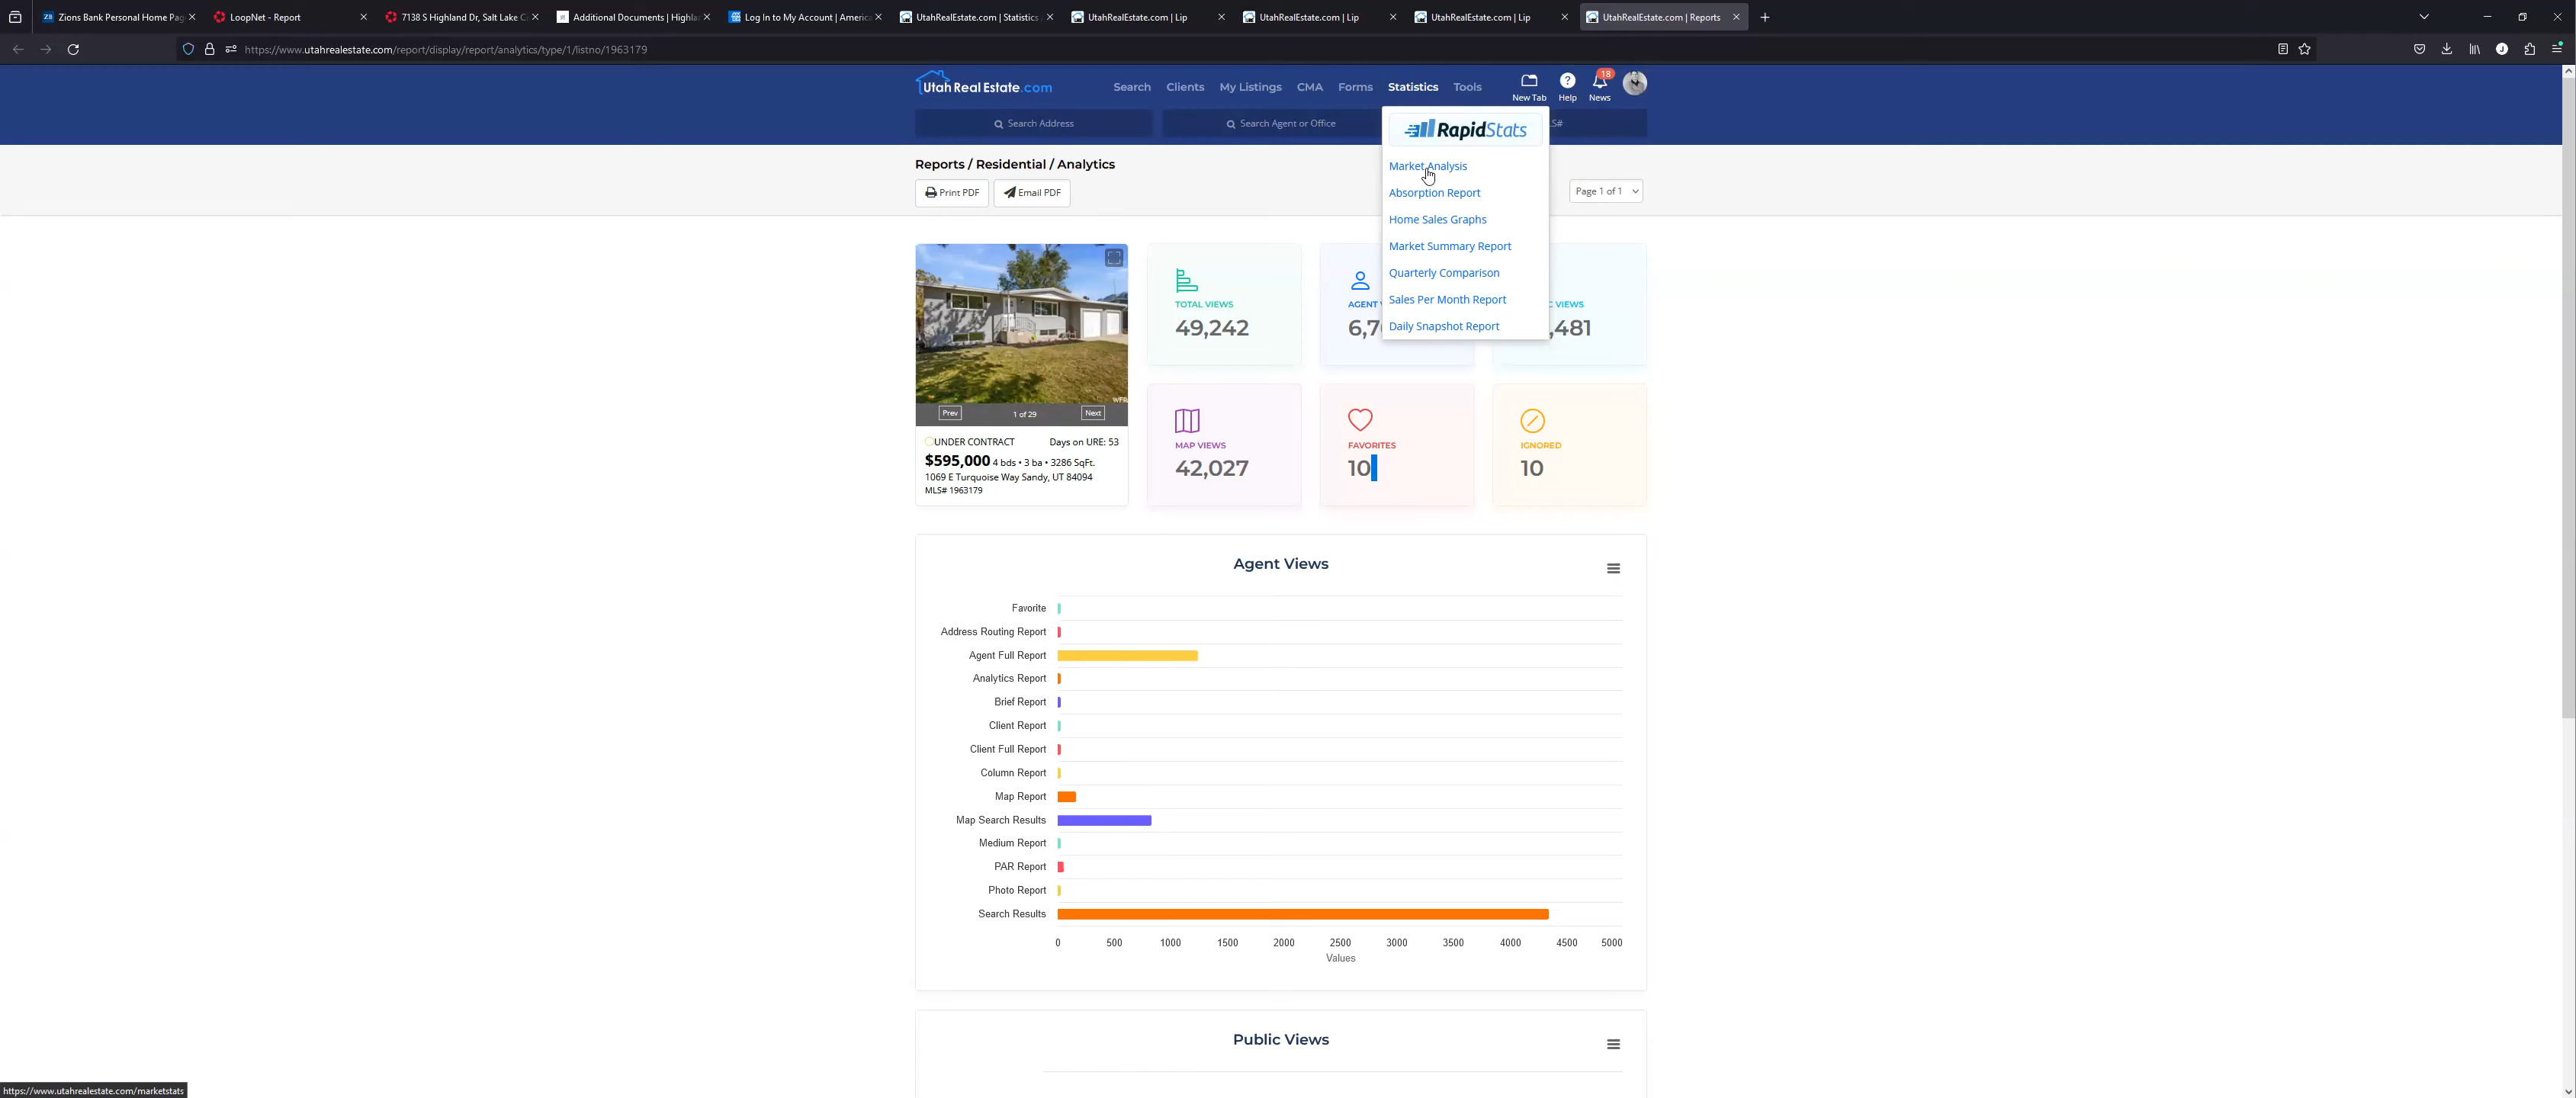 Zions Bank Personal Home Pag
LoopNet - Report
7138 S Highland Dr, Salt Lake Ci
Additional Documents | Highla
Log In to My Account | America
UtahRealEstate.com | Statistics
UtahRealEstate.com | Lip
UtahRealEstate.com | Lip
UtahRealEstate.com | Lip
UtahRealEstate.com | Reports
https://www.utahrealestate.com/report/display/report/analytics/type/1/listno/1963179
UtahRealEstate.com
Search
Clients
My Listings
CMA
Forms
Statistics
Tools
New Tab
Help
18
News
Search Address
Search Agent or Office
S#
RapidStats
Market Analysis
Absorption Report
Home Sales Graphs
Market Summary Report
Quarterly Comparison
Sales Per Month Report
Daily Snapshot Report
Reports / Residential / Analytics
Print PDF
Email PDF
Page 1 of 1
Prev
1 of 29
Next
UNDER CONTRACT
Days on URE: 53
$595,000 4 bds • 3 ba • 3286 SqFt.
1069 E Turquoise Way Sandy, UT 84094
MLS# 1963179
TOTAL VIEWS
49,242
AGENT V
6,7
C VIEWS
,481
MAP VIEWS
42,027
FAVORITES
10
IGNORED
10
Agent Views
Favorite
Address Routing Report
Agent Full Report
Analytics Report
Brief Report
Client Report
Client Full Report
Column Report
Map Report
Map Search Results
Medium Report
PAR Report
Photo Report
Search Results
0 500 1000 1500 2000 2500 3000 3500 4000 4500 5000
Values
Public Views
https://www.utahrealestate.com/marketstats